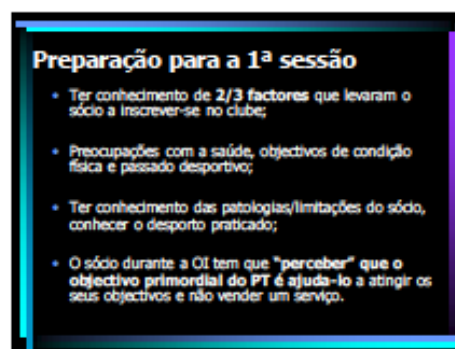 Preparação para a 1ª sessão
Ter conhecimento de 2/3 factores que levaram o
sócio a inscrever-se no clube;
Preocupações com a saúde, objectivos de condição
física e passado desportivo;
Ter conhecimento das patologias/limitações do sócio,
conhecer o desporto praticado;
O sócio durante a OI tem que "perceber" que o
objectivo primordial do PT é ajuda-lo a atingir os
seus objectivos e não vender um serviço.